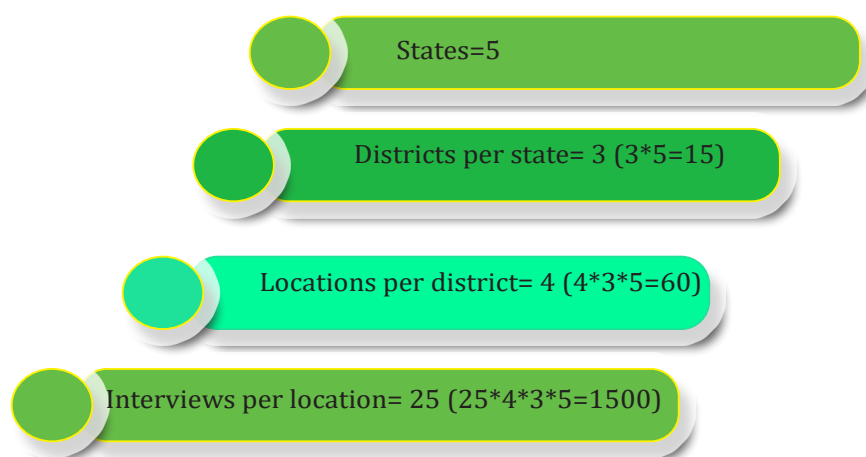 States=5
Districts per state= 3 (3*5=15)
Locations per district= 4 (4*3*5=60)
Interviews per location= 25 (25*4*3*5=1500)